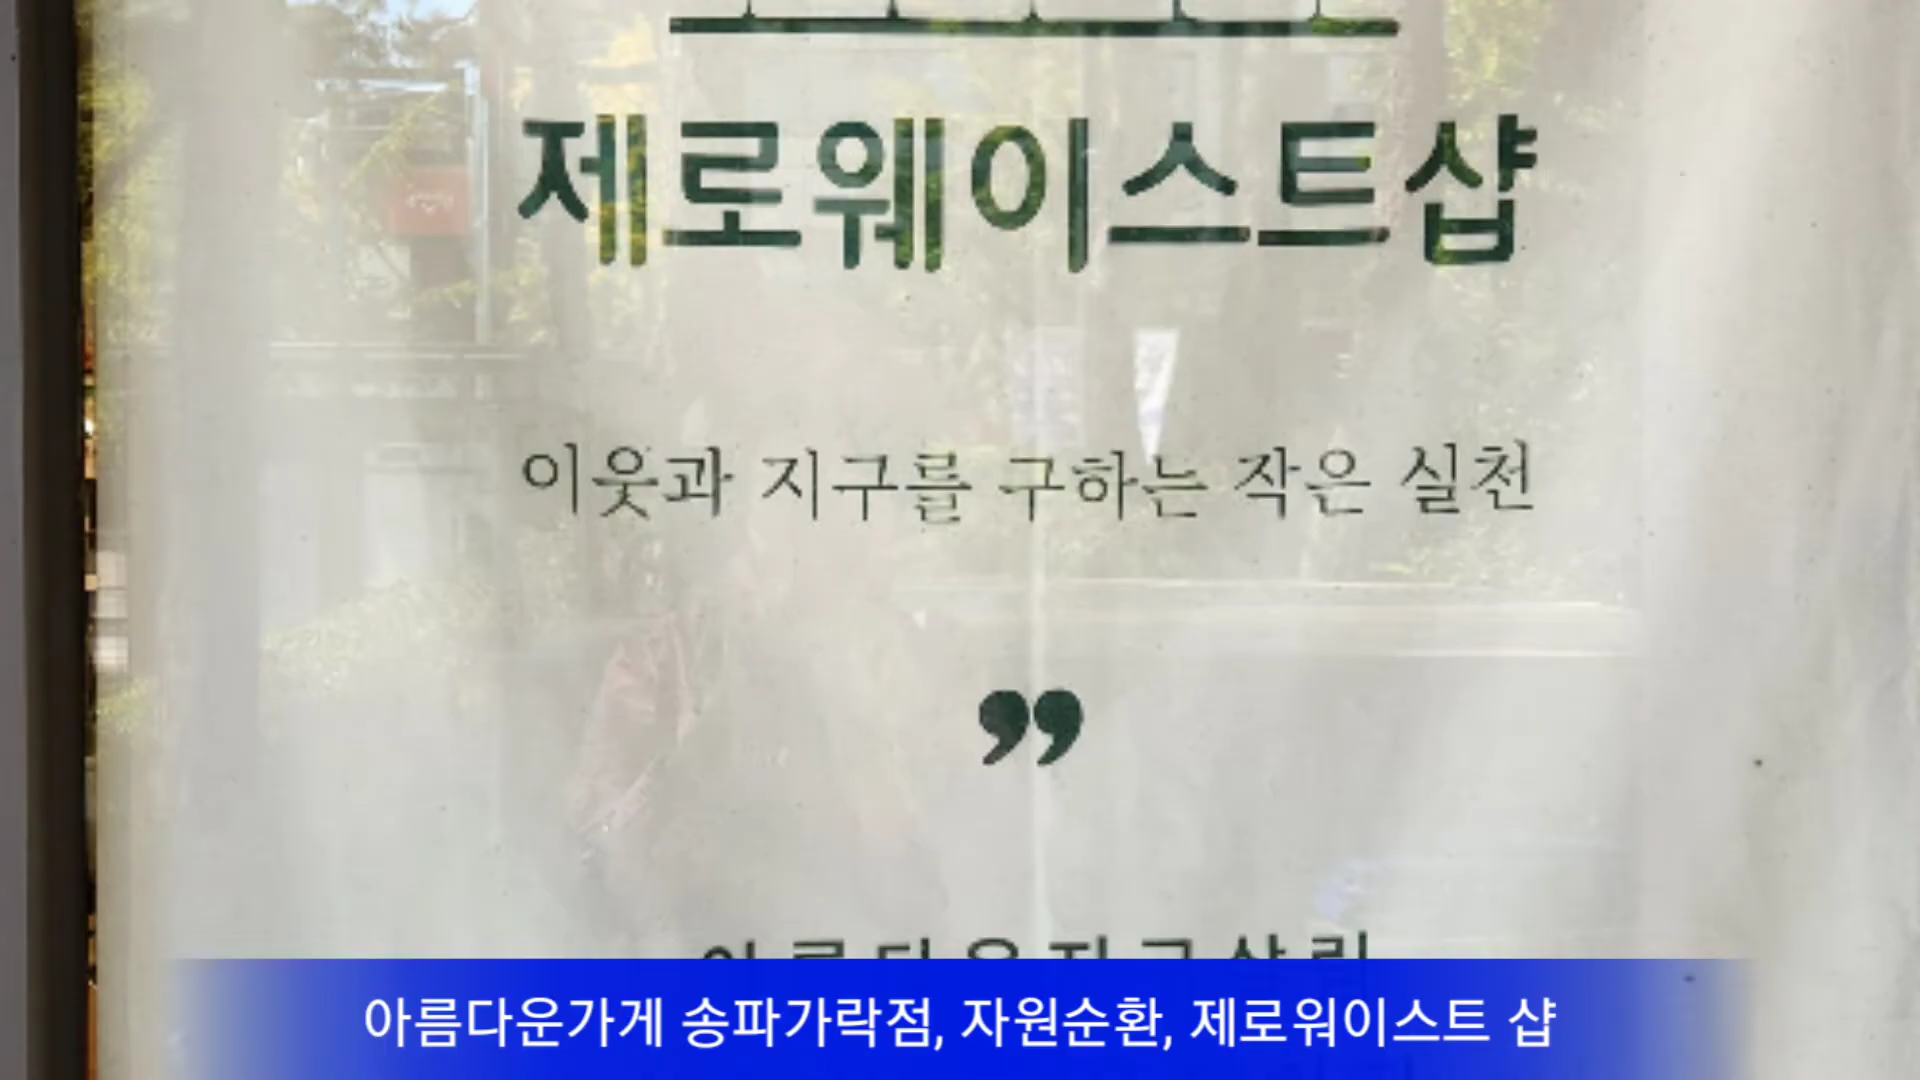 제로웨이스트샵
이웃과 지구를 구하는 작은 실천
”
아름다운가게 송파가락점, 자원순환, 제로워이스트 샵